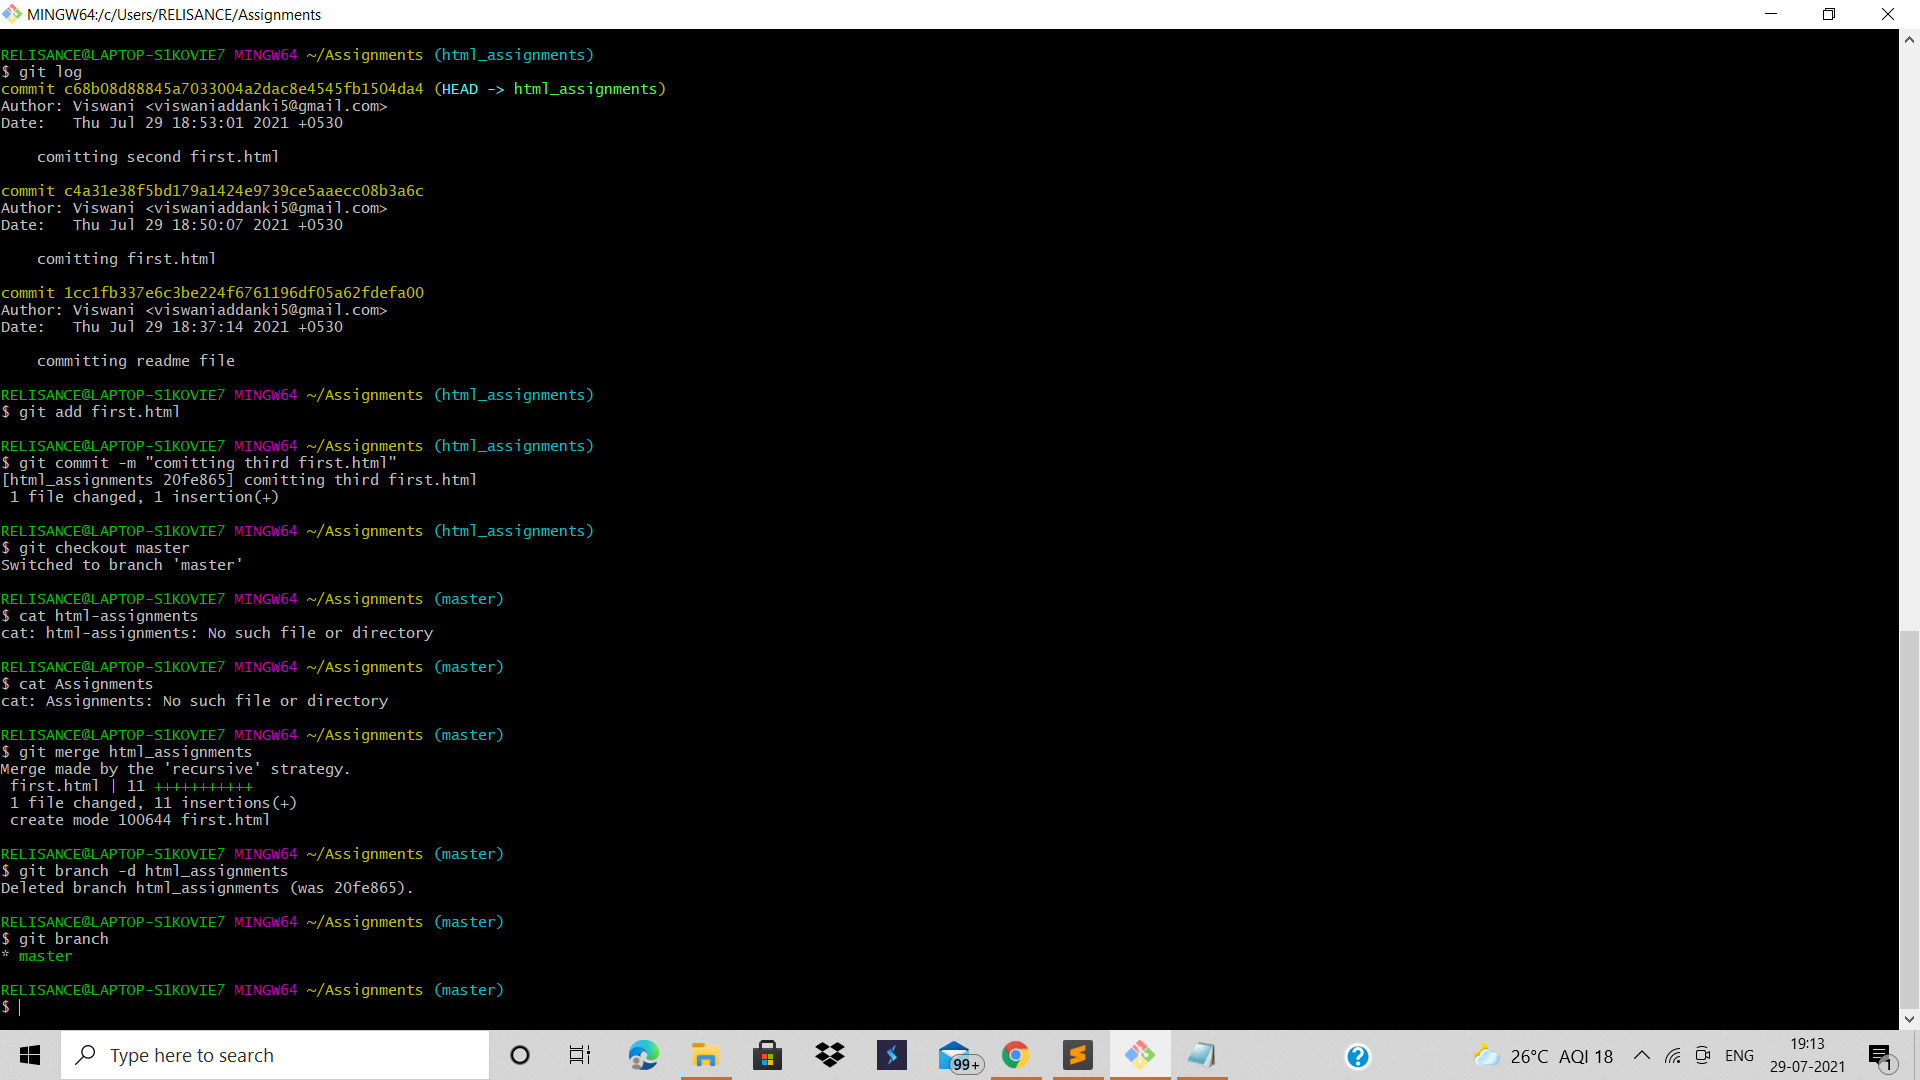 MINGW64:/c/Users/RELISANCE/Assignments
RELISANCE@LAPTOP-S1KOVIE7 MINGW64 ~/Assignments (html_assignments)
$ git log
commit c68b08d88845a7033004a2dac8e4545fb1504da4 (HEAD -> html_assignments)
Author: Viswani <viswaniaddanki5@gmail.com>
Date:   Thu Jul 29 18:53:01 2021 +0530
    comitting second first.html
commit c4a31e38f5bd179a1424e9739ce5aaecc08b3a6c
Author: Viswani <viswaniaddanki5@gmail.com>
Date:   Thu Jul 29 18:50:07 2021 +0530
    comitting first.html
commit 1cc1fb337e6c3be224f6761196df05a62fdefa00
Author: Viswani <viswaniaddanki5@gmail.com>
Date:   Thu Jul 29 18:37:14 2021 +0530
    committing readme file
RELISANCE@LAPTOP-S1KOVIE7 MINGW64 ~/Assignments (html_assignments)
$ git add first.html
RELISANCE@LAPTOP-S1KOVIE7 MINGW64 ~/Assignments (html_assignments)
$ git commit -m "comitting third first.html"
[html_assignments 20fe865] comitting third first.html
 1 file changed, 1 insertion(+)
RELISANCE@LAPTOP-S1KOVIE7 MINGW64 ~/Assignments (html_assignments)
$ git checkout master
Switched to branch 'master'
RELISANCE@LAPTOP-S1KOVIE7 MINGW64 ~/Assignments (master)
$ cat html-assignments
cat: html-assignments: No such file or directory
RELISANCE@LAPTOP-S1KOVIE7 MINGW64 ~/Assignments (master)
$ cat Assignments
cat: Assignments: No such file or directory
RELISANCE@LAPTOP-S1KOVIE7 MINGW64 ~/Assignments (master)
$ git merge html_assignments
Merge made by the 'recursive' strategy.
 first.html | 11 +++++++++++
 1 file changed, 11 insertions(+)
 create mode 100644 first.html
RELISANCE@LAPTOP-S1KOVIE7 MINGW64 ~/Assignments (master)
$ git branch -d html_assignments
Deleted branch html_assignments (was 20fe865).
RELISANCE@LAPTOP-S1KOVIE7 MINGW64 ~/Assignments (master)
$ git branch
* master
RELISANCE@LAPTOP-S1KOVIE7 MINGW64 ~/Assignments (master)
$
Type here to search
99+
26°C AQI 18
ENG
19:13
29-07-2021
1